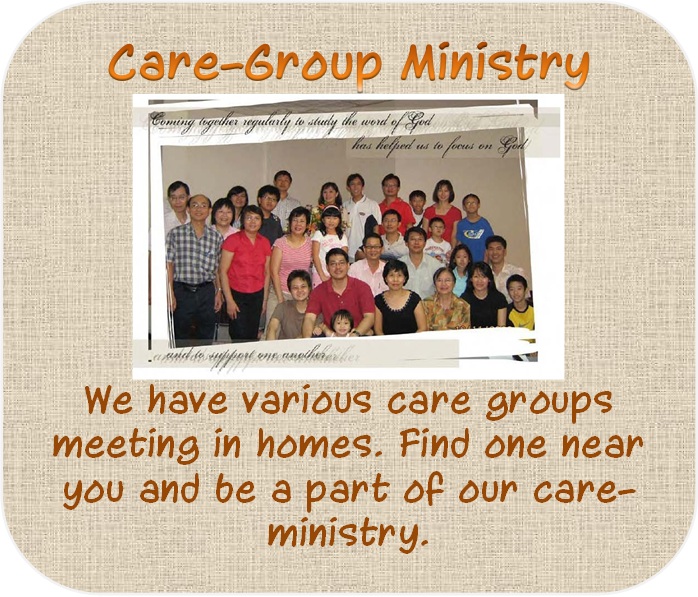 Care-Group Ministry
Coming together regularly to study the word of God
has helped us to focus on God
and to support one another
We have various care groups
meeting in homes. Find one near
you and be a part of our care-
ministry.